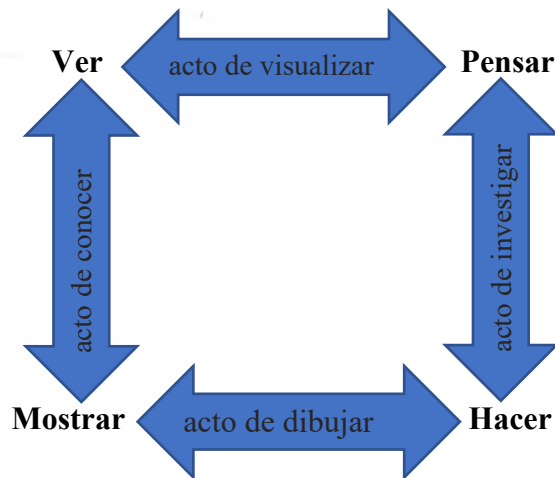 Ver
acto de visualizar
Pensar
acto de conocer
acto de investigar
Mostrar
acto de dibujar
Hacer